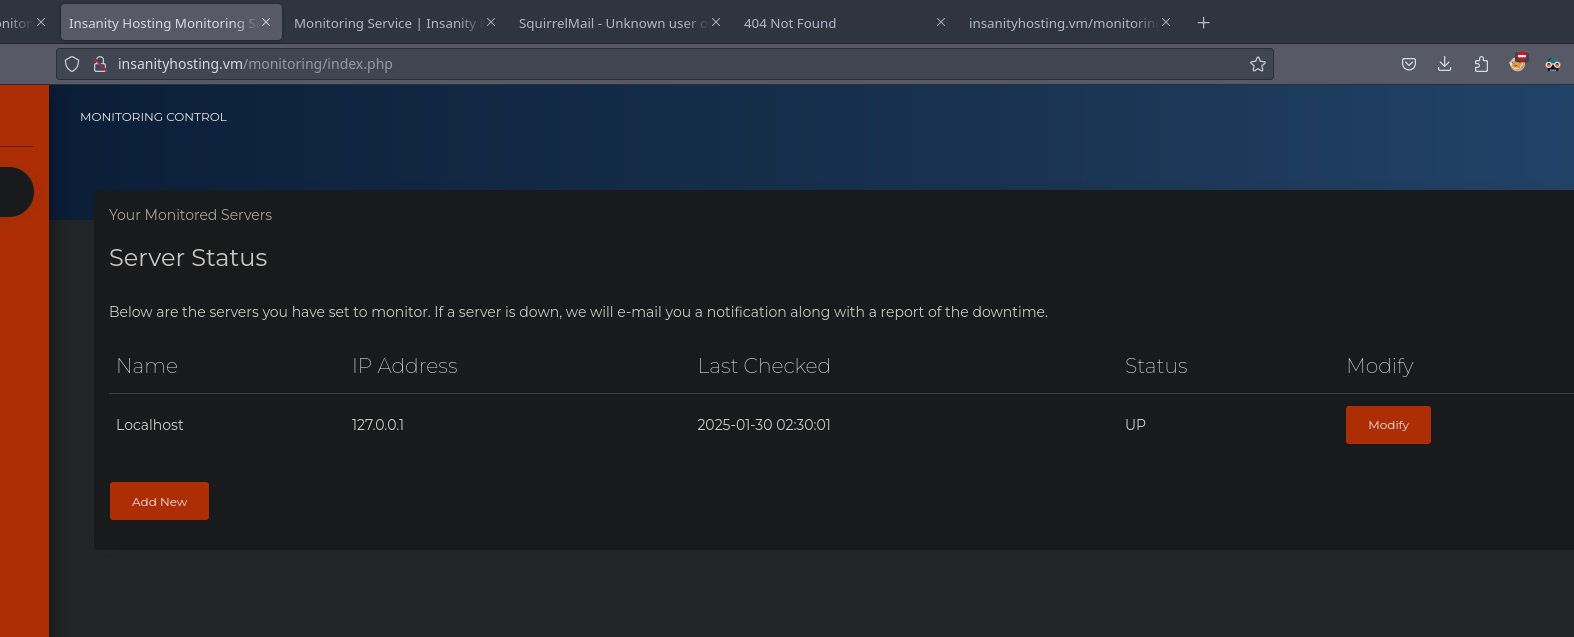 Insanity Hosting Monitoring S
Monitoring Service | Insanity
SquirrelMail - Unknown user o
404 Not Found
insanityhosting.vm/monitorin
insanityhosting.vm/monitoring/index.php
MONITORING CONTROL
Your Monitored Servers
Server Status
Below are the servers you have set to monitor. If a server is down, we will e-mail you a notification along with a report of the downtime.
Name IP Address Last Checked Status Modify
Localhost 127.0.0.1 2025-01-30 02:30:01 UP Modify
Add New